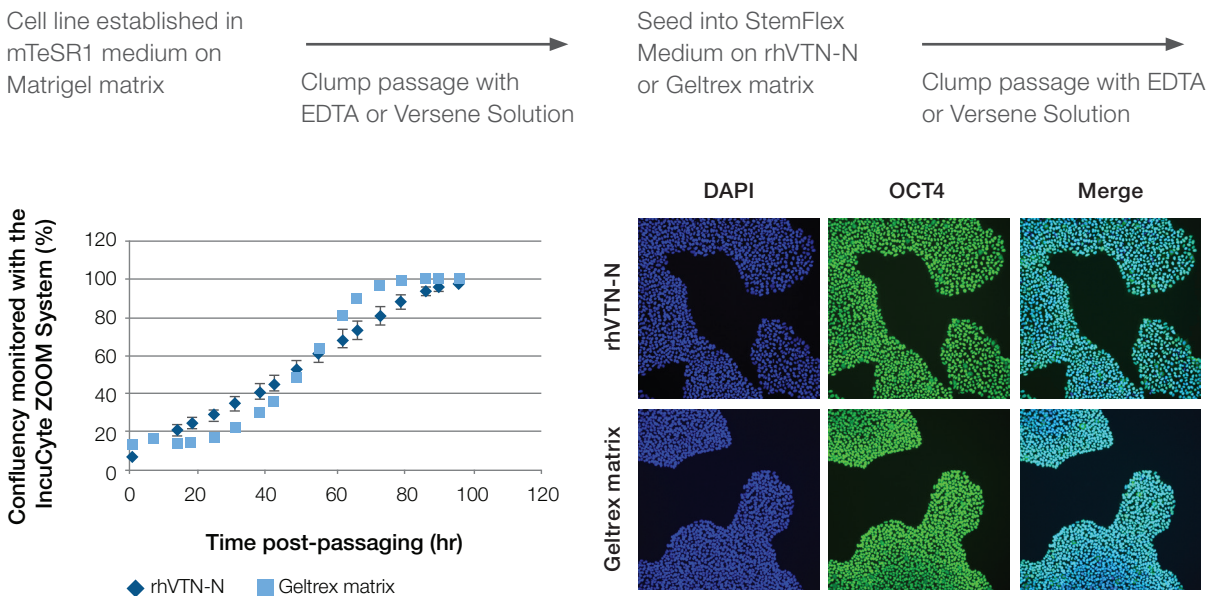 Cell line established in
mTeSR1 medium on
Matrigel matrix
Clump passage with
EDTA or Versene Solution
Seed into StemFlex
Medium on rhVTN-N
or Geltrex matrix
Clump passage with EDTA
or Versene Solution
Confluency monitored with the
IncuCyte ZOOM System (%)
120
100
80
60
40
20
0
0
20
40
60
80
100
120
Time post-passaging (hr)
rhVTN-N
Geltrex matrix
DAPI
OCT4
Merge
rhVTN-N
Geltrex matrix